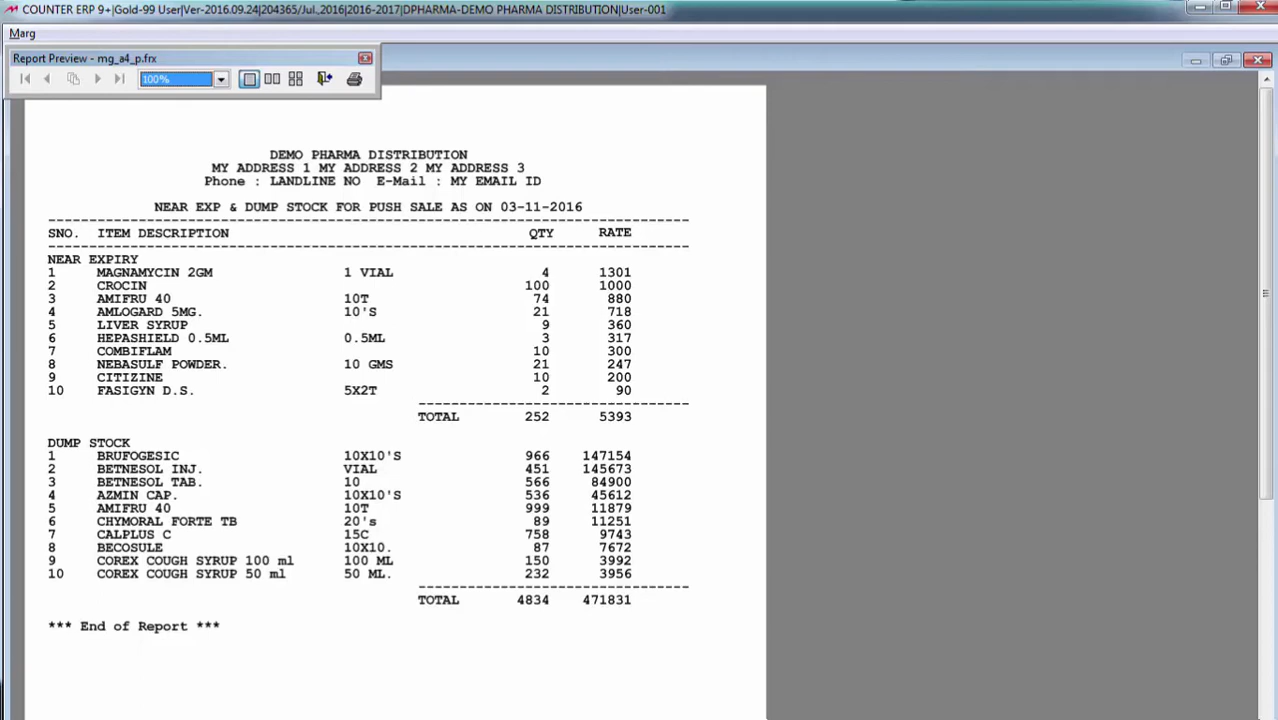 COUNTER ERP 9+|Gold-99 User|Ver-2016.09.24|204365/Jul.,2016|2016-2017|DPHARMA-DEMO PHARMA DISTRIBUTION|User-001
Marg
Report Preview - mg_a4_p.frx
100%
DEMO PHARMA DISTRIBUTION
MY ADDRESS 1 MY ADDRESS 2 MY ADDRESS 3
Phone : LANDLINE NO E-Mail : MY EMAIL ID
NEAR EXP & DUMP STOCK FOR PUSH SALE AS ON 03-11-2016
SNO. ITEM DESCRIPTION QTY RATE
NEAR EXPIRY
1 MAGNAMYCIN 2GM 1 VIAL 4 1301
2 CROCIN 100 1000
3 AMIFRU 40 10T 74 880
4 AMLOGARD 5MG. 10'S 21 718
5 LIVER SYRUP 9 360
6 HEPASHIELD 0.5ML 0.5ML 3 317
7 COMBIFLAM 10 300
8 NEBASULF POWDER. 10 GMS 21 247
9 CITIZINE 10 200
10 FASIGYN D.S. 5X2T 2 90
TOTAL 252 5393
DUMP STOCK
1 BRUFOGESIC 10X10'S 966 147154
2 BETNESOL INJ. VIAL 451 145673
3 BETNESOL TAB. 10 566 84900
4 AZMIN CAP. 10X10'S 536 45612
5 AMIFRU 40 10T 999 11879
6 CHYMORAL FORTE TB 20's 89 11251
7 CALPLUS C 15C 758 9743
8 BECOSULE 10X10. 87 7672
9 COREX COUGH SYRUP 100 ml 100 ML 150 3992
10 COREX COUGH SYRUP 50 ml 50 ML. 232 3956
TOTAL 4834 471831
*** End of Report ***